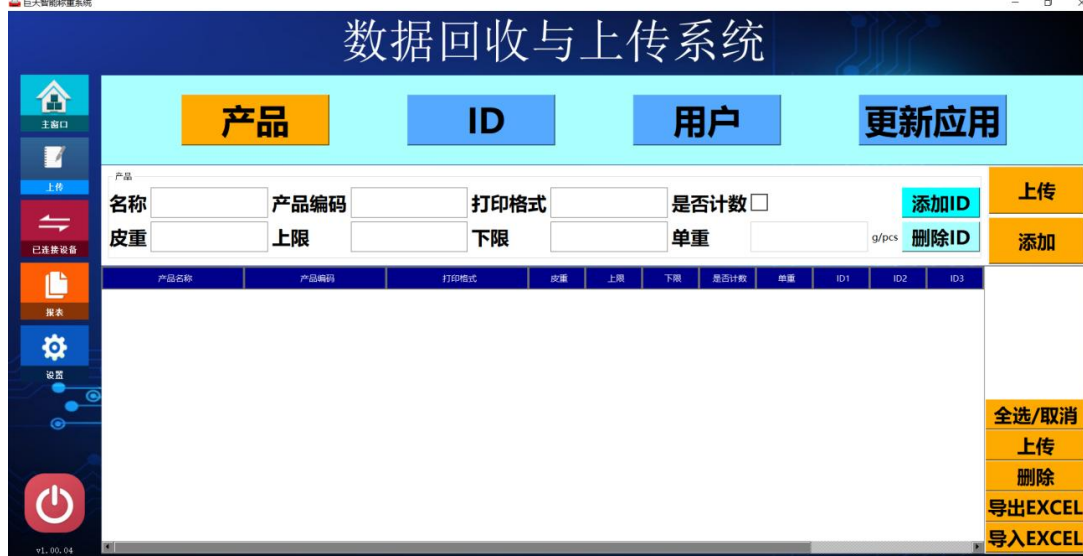 巨天智能称重系统
数据回收与上传系统
主窗口
上传
已连接设备
报表
设置
v1.00.04
产品 ID 用户 更新应用
产品
名称 产品编码 打印格式 是否计数 添加ID
皮重 上限 下限 单重 g/pcs 删除ID
上传
添加
产品名称 产品编码 打印格式 皮重 上限 下限 是否计数 单重 ID1 ID2 ID3
全选/取消
上传
删除
导出EXCEL
导入EXCEL